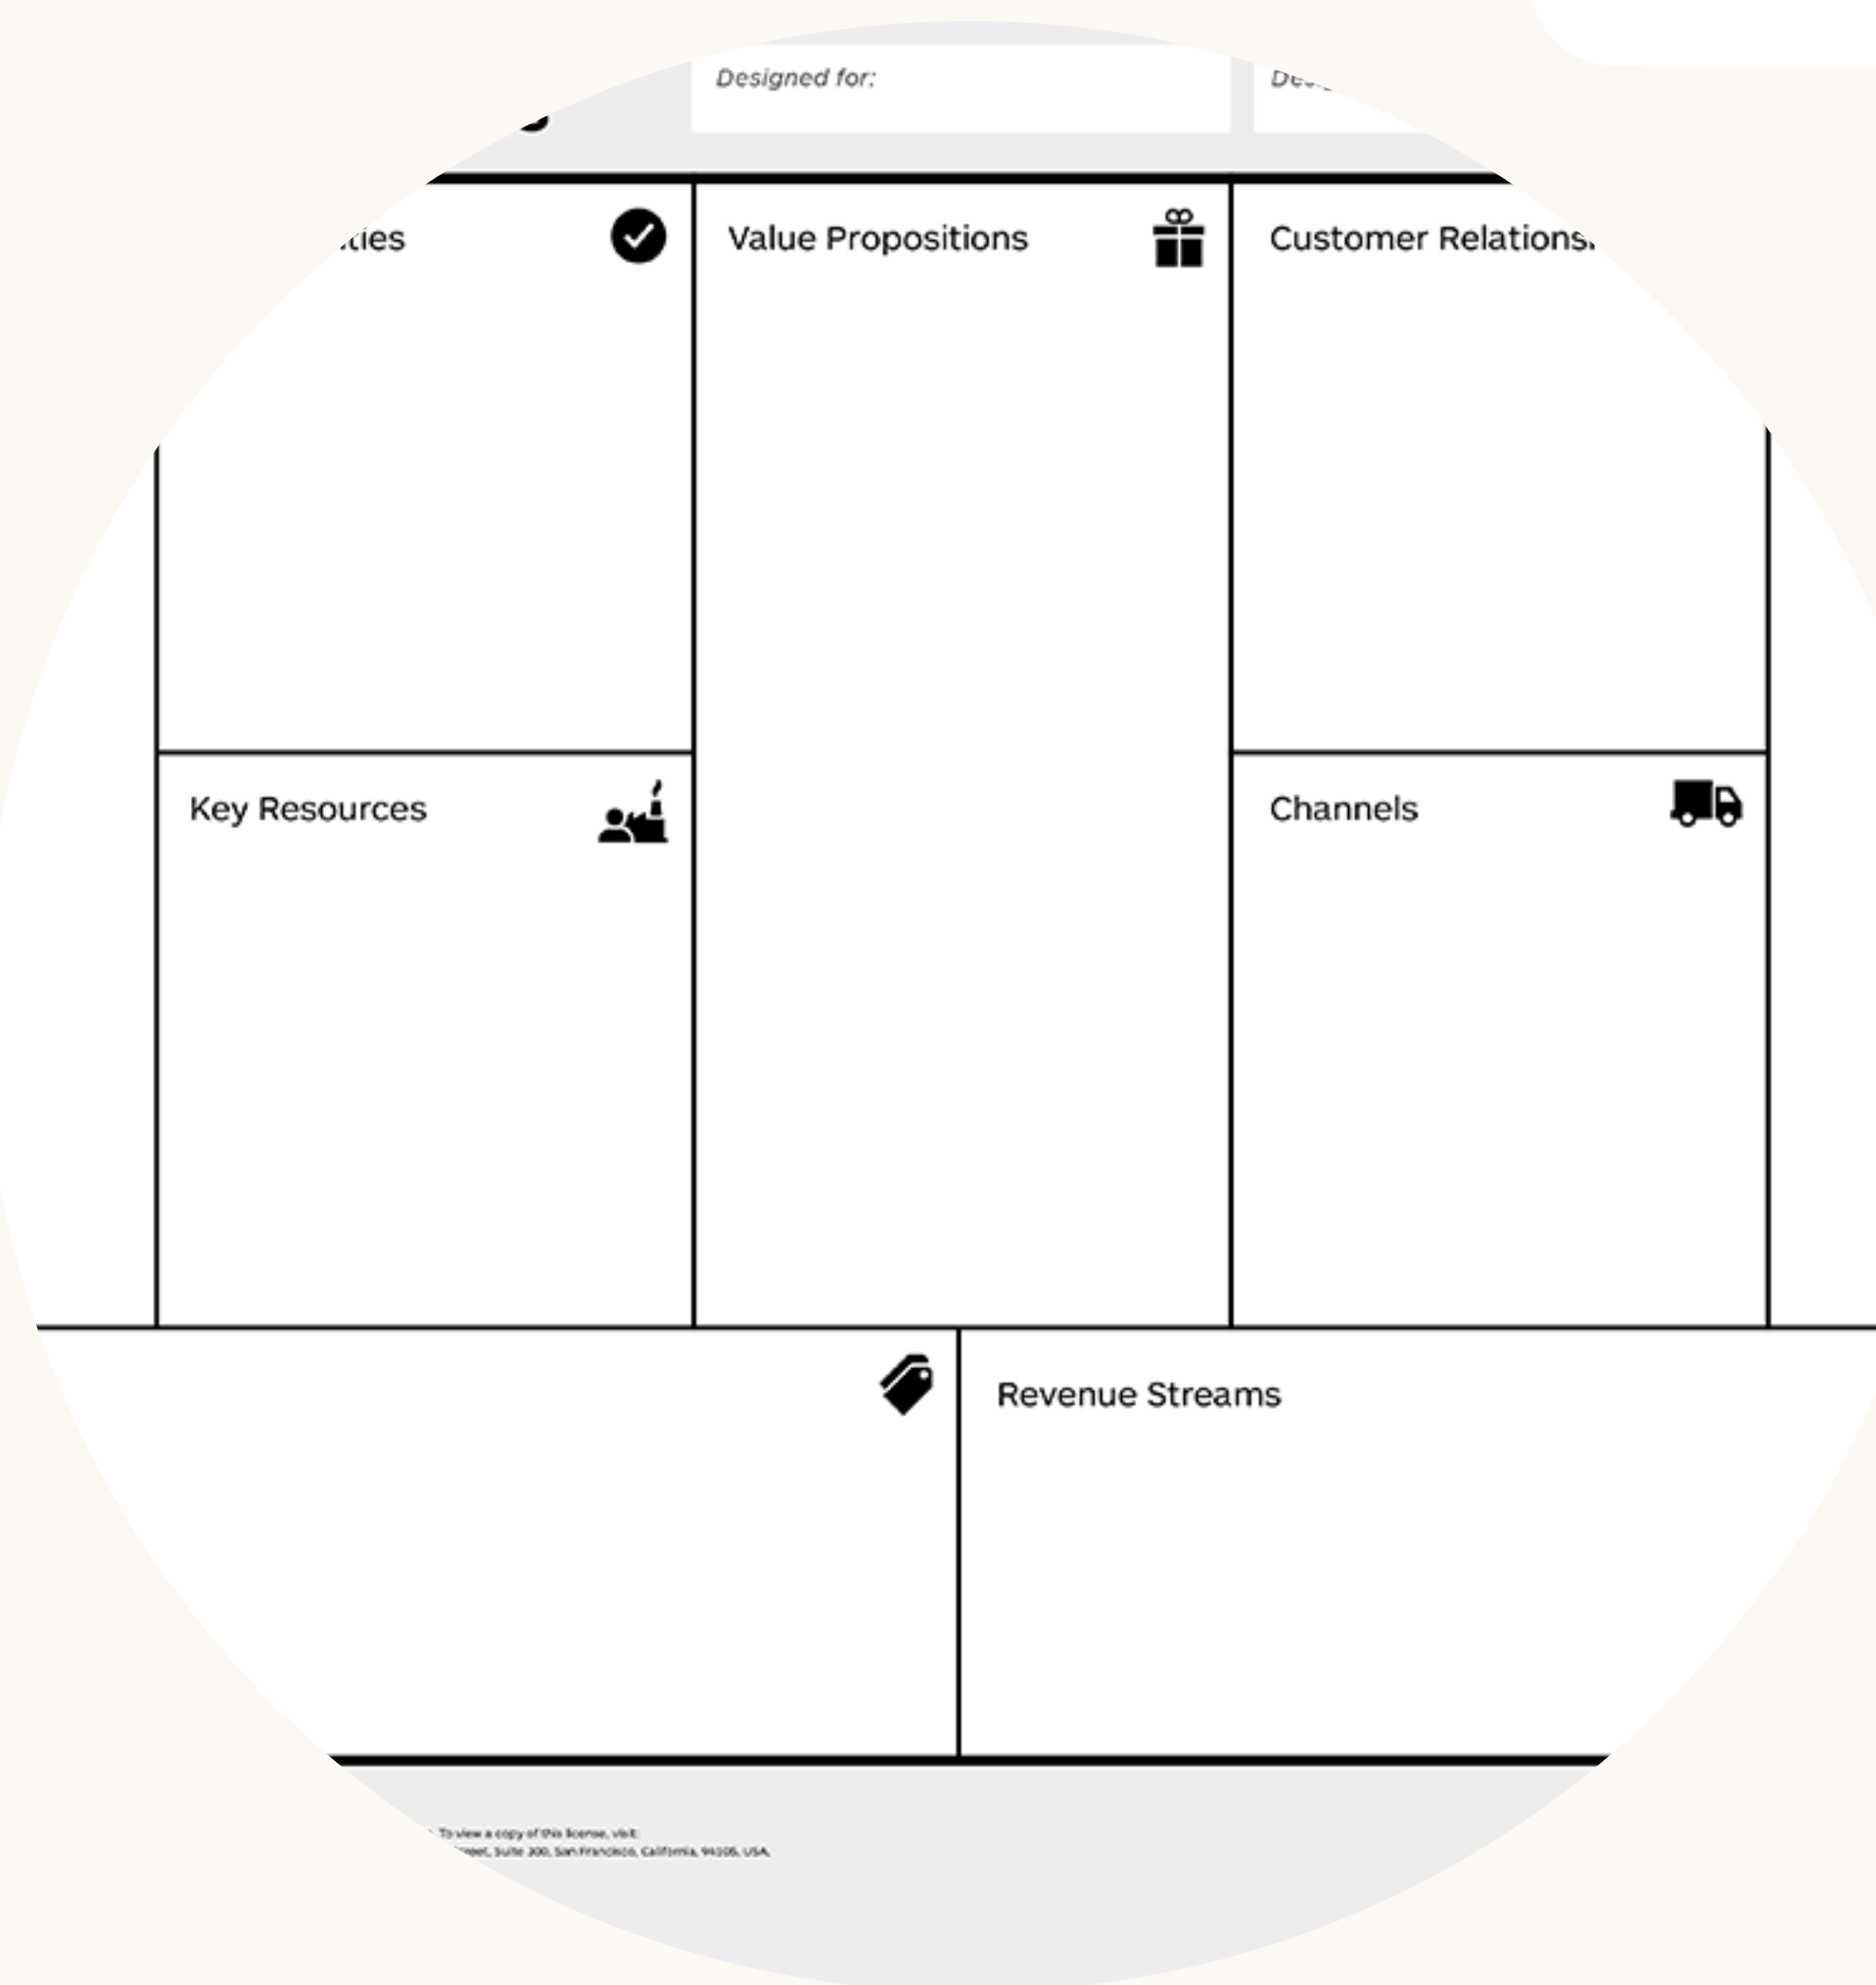 Designed for:
Value Propositions
Customer
Key Resources
Channels
Revenue Streams
To view a copy of this license, visit:
Suite 300, San Francisco, California, 94105, USA.